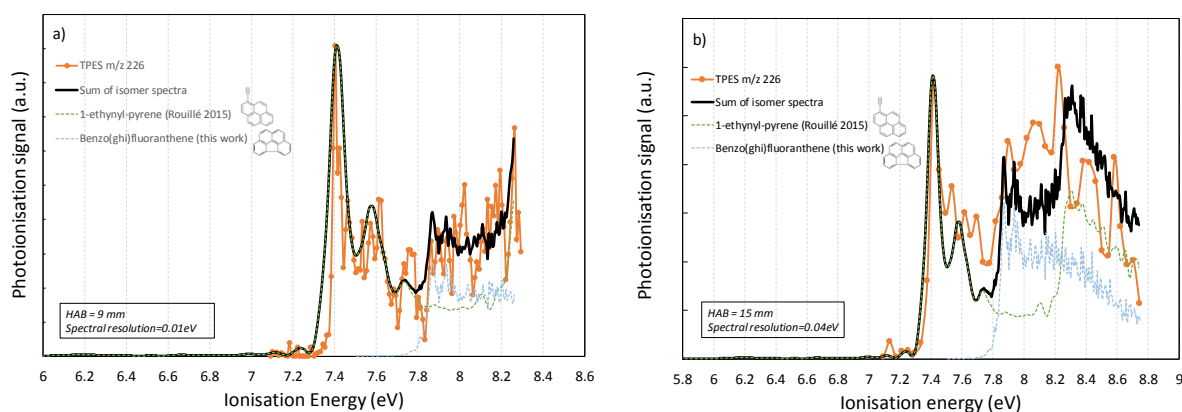 a)
Photoionisation signal (a.u.)
TPES m/z 226
Sum of isomer spectra
1-ethynyl-pyrene (Rouillé 2015)
Benzo(ghi)fluoranthene (this work)
HAB = 9 mm
Spectral resolution=0.01eV
6 6.2 6.4 6.6 6.8 7 7.2 7.4 7.6 7.8 8 8.2 8.4 8.6
Ionisation Energy (eV)
b)
Photoionisation signal (a.u.)
TPES m/z 226
Sum of isomer spectra
1-ethynyl-pyrene (Rouillé 2015)
Benzo(ghi)fluoranthene (this work)
HAB = 15 mm
Spectral resolution=0.04eV
5.8 6 6.2 6.4 6.6 6.8 7 7.2 7.4 7.6 7.8 8 8.2 8.4 8.6 8.8 9
Ionisation energy (eV)